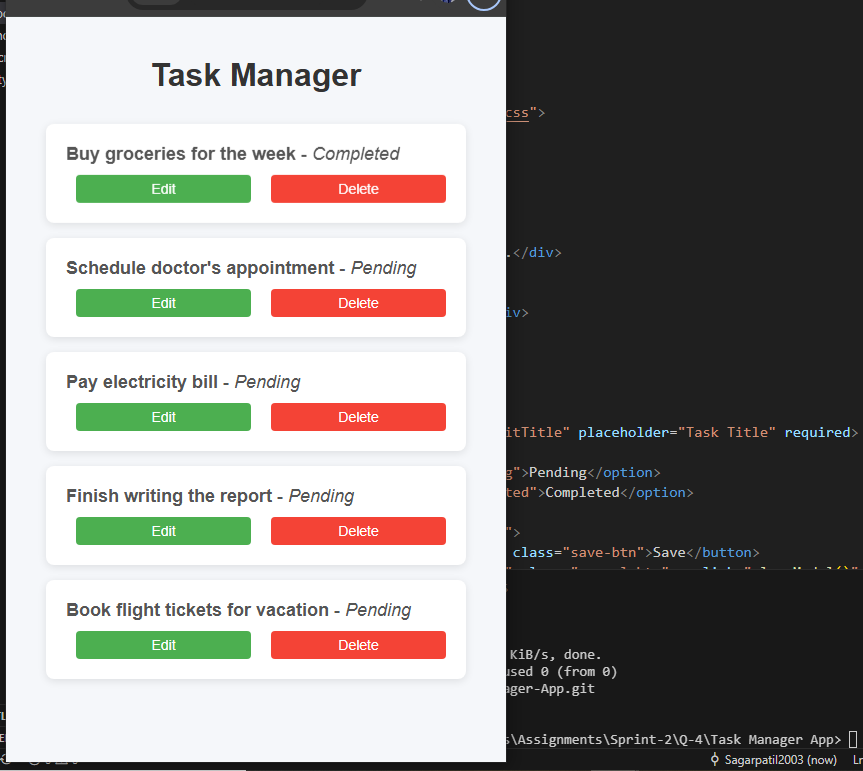 Task Manager
Buy groceries for the week - Completed
Edit Delete
Schedule doctor's appointment - Pending
Edit Delete
Pay electricity bill - Pending
Edit Delete
Finish writing the report - Pending
Edit Delete
Book flight tickets for vacation - Pending
Edit Delete
css">
.</div>
iv>
itTitle" placeholder="Task Title" required>
g">Pending</option>
ted">Completed</option>
">
class="save-btn">Save</button>
KiB/s, done.
used 0 (from 0)
ager-App.git
s\Assignments\Sprint-2\Q-4\Task Manager App>
Sagarpatil2003 (now) Ln